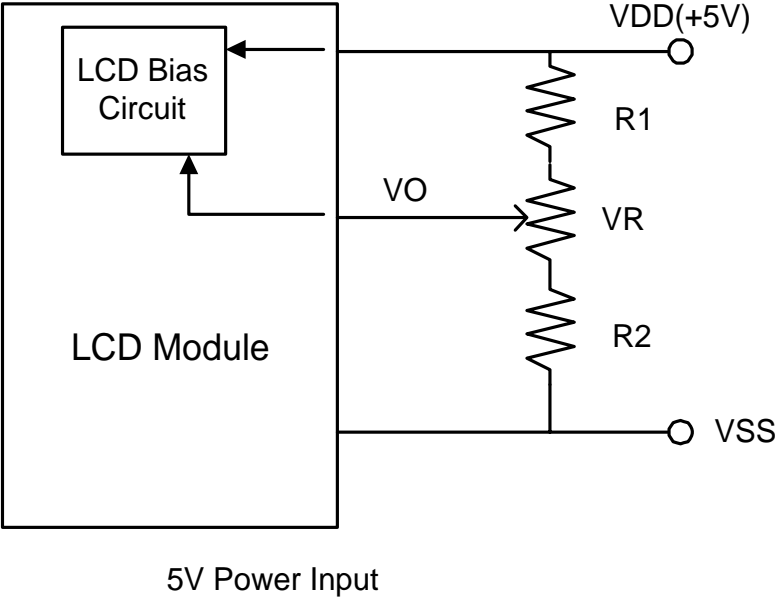 VDD(+5V)
LCD Bias
Circuit
R1
VO
VR
LCD Module
R2
VSS
5V Power Input